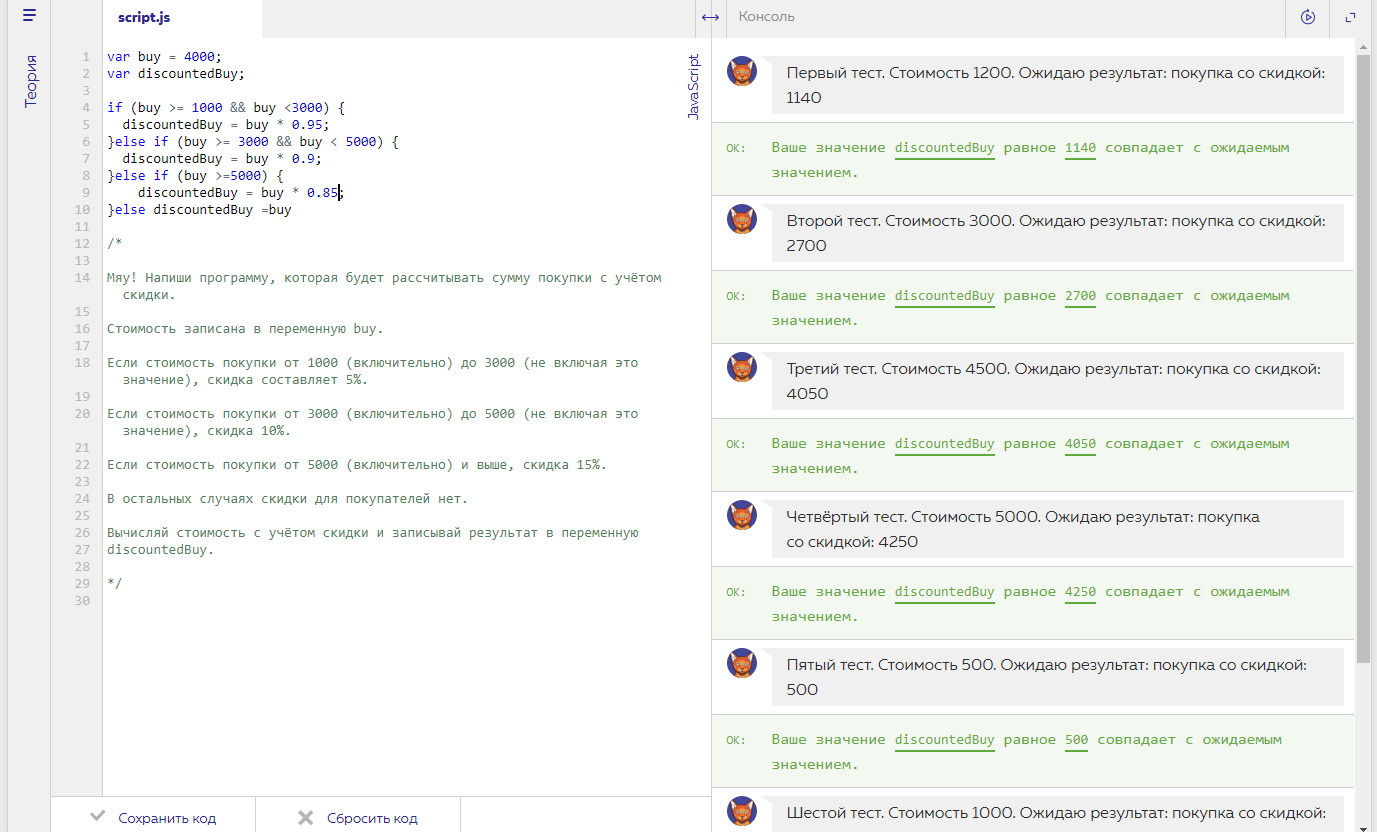 script.js
Консоль
Теория
JavaScript
1 var buy = 4000;
2 var discountedBuy;
3
4 if (buy >= 1000 && buy <3000) {
5 discountedBuy = buy * 0.95;
6 }else if (buy >= 3000 && buy < 5000) {
7 discountedBuy = buy * 0.9;
8 }else if (buy >=5000) {
9 discountedBuy = buy * 0.85;
10 }else discountedBuy =buy
11
12 /*
13
14 Мяу! Напиши программу, которая будет рассчитывать сумму покупки с учётом
скидки.
15
16 Стоимость записана в переменную buy.
17
18 Если стоимость покупки от 1000 (включительно) до 3000 (не включая это
значение), скидка составляет 5%.
19
20 Если стоимость покупки от 3000 (включительно) до 5000 (не включая это
значение), скидка 10%.
21
22 Если стоимость покупки от 5000 (включительно) и выше, скидка 15%.
23
24 В остальных случаях скидки для покупателей нет.
25
26 Вычисляй стоимость с учётом скидки и записывай результат в переменную
27 discountedBuy.
28
29 */
30
Сохранить код
Сбросить код
Первый тест. Стоимость 1200. Ожидаю результат: покупка со скидкой:
1140
OK: Ваше значение discountedBuy равное 1140 совпадает с ожидаемым
значением.
Второй тест. Стоимость 3000. Ожидаю результат: покупка со скидкой:
2700
OK: Ваше значение discountedBuy равное 2700 совпадает с ожидаемым
значением.
Третий тест. Стоимость 4500. Ожидаю результат: покупка со скидкой:
4050
OK: Ваше значение discountedBuy равное 4050 совпадает с ожидаемым
значением.
Четвёртый тест. Стоимость 5000. Ожидаю результат: покупка
со скидкой: 4250
OK: Ваше значение discountedBuy равное 4250 совпадает с ожидаемым
значением.
Пятый тест. Стоимость 500. Ожидаю результат: покупка со скидкой:
500
OK: Ваше значение discountedBuy равное 500 совпадает с ожидаемым
значением.
Шестой тест. Стоимость 1000. Ожидаю результат: покупка со скидкой: